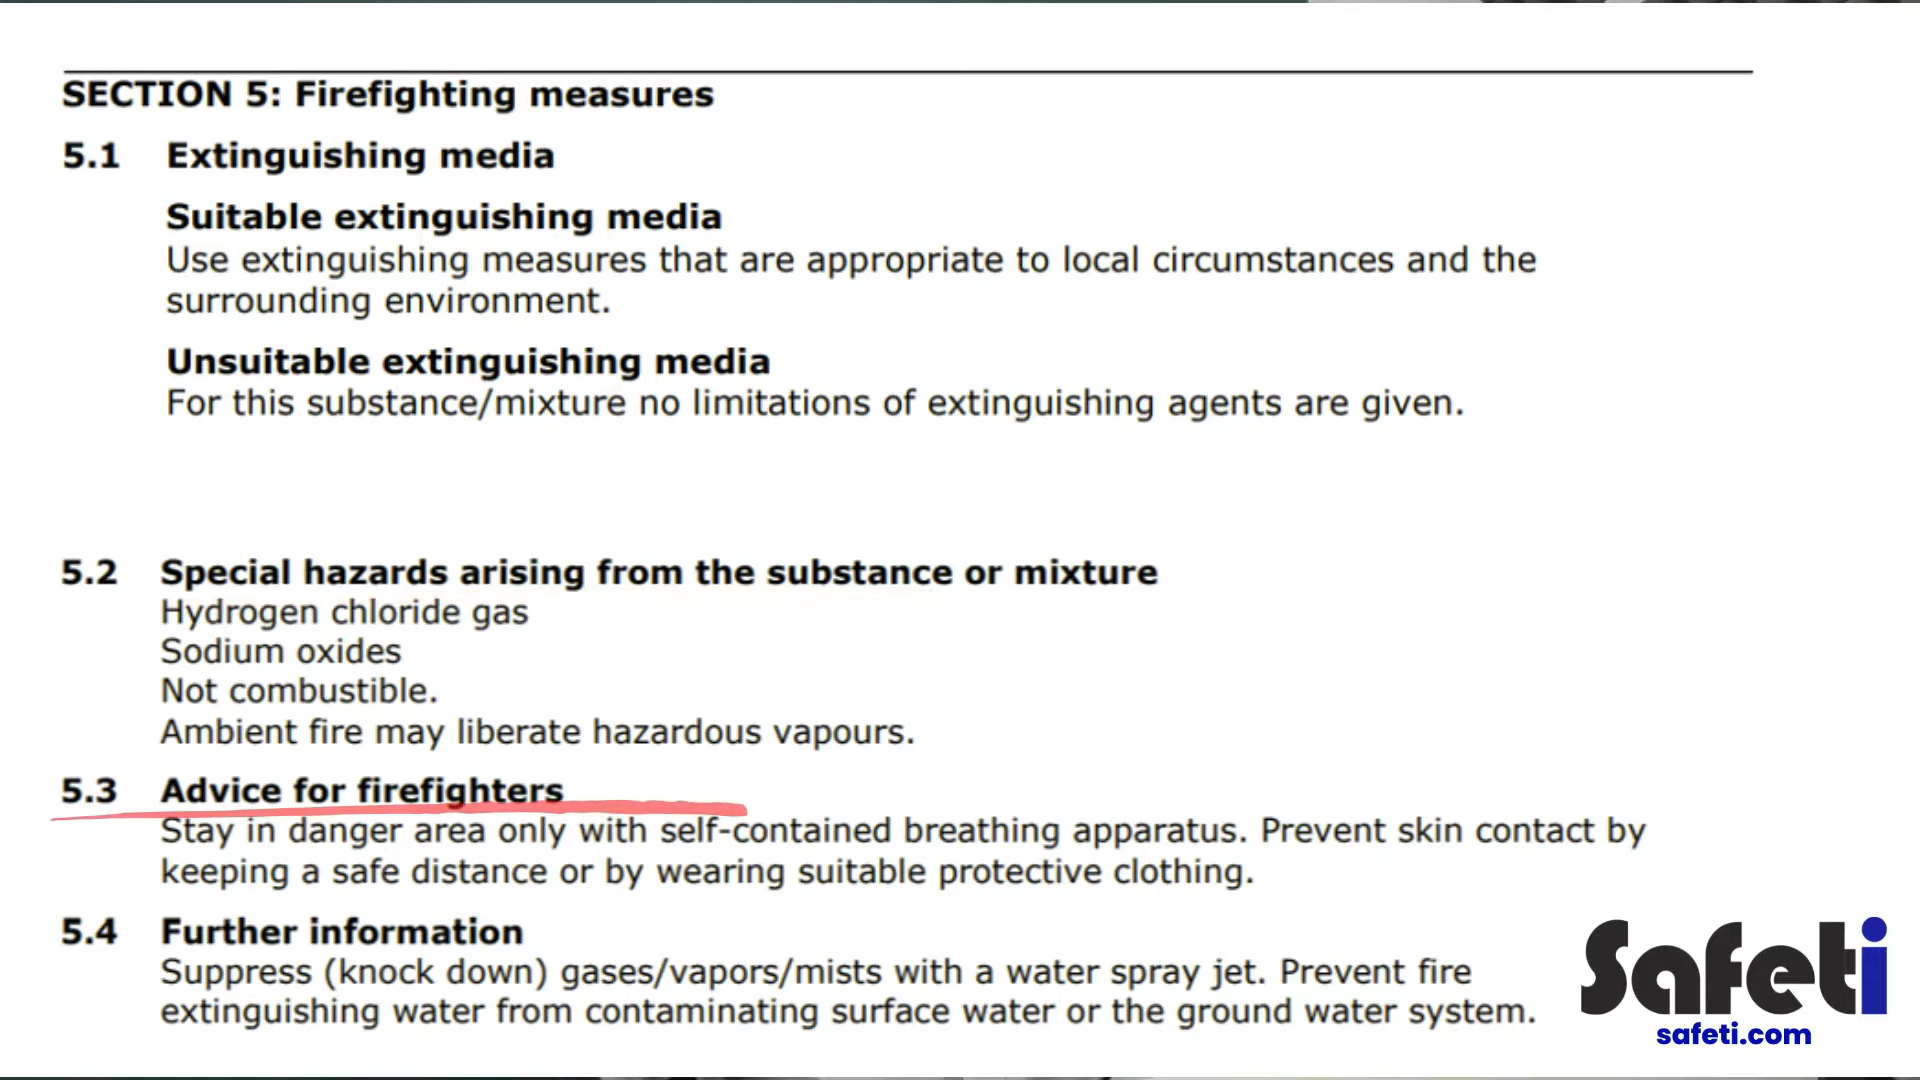 SECTION 5: Firefighting measures
5.1 Extinguishing media
Suitable extinguishing media
Use extinguishing measures that are appropriate to local circumstances and the
surrounding environment.
Unsuitable extinguishing media
For this substance/mixture no limitations of extinguishing agents are given.
5.2 Special hazards arising from the substance or mixture
Hydrogen chloride gas
Sodium oxides
Not combustible.
Ambient fire may liberate hazardous vapours.
5.3 Advice for firefighters
Stay in danger area only with self-contained breathing apparatus. Prevent skin contact by
keeping a safe distance or by wearing suitable protective clothing.
5.4 Further information
Suppress (knock down) gases/vapors/mists with a water spray jet. Prevent fire
extinguishing water from contaminating surface water or the ground water system.
Safeti
safeti.com